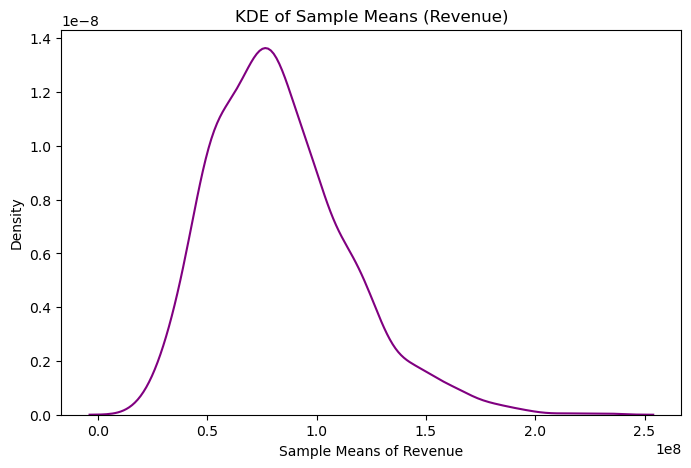 KDE of Sample Means (Revenue)
1e−8
1.4
1.2
1.0
0.8
0.6
0.4
0.2
0.0
Density
0.0 0.5 1.0 1.5 2.0 2.5
1e8
Sample Means of Revenue